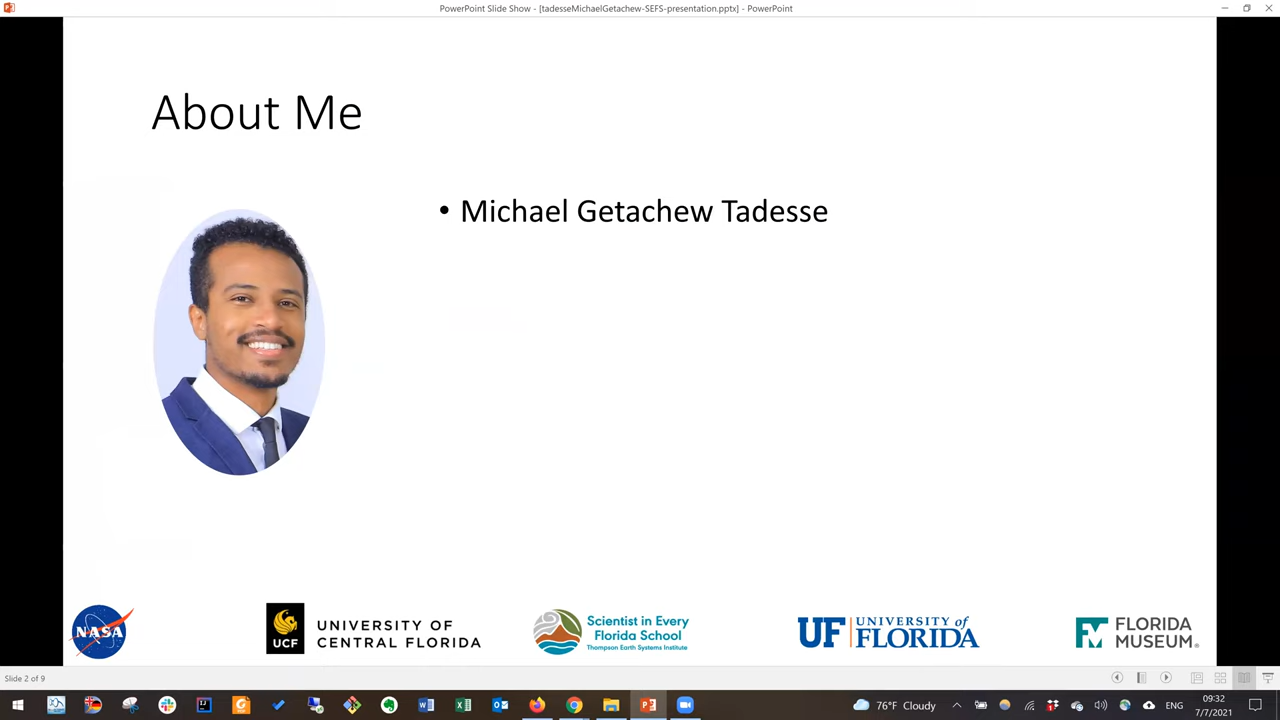 PowerPoint Slide Show - [tadesseMichaelGetachew-SEFS-presentation.pptx] - PowerPoint
About Me
• Michael Getachew Tadesse
NASA
UCF
UNIVERSITY OF
CENTRAL FLORIDA
Scientist in Every
Florida School
Thompson Earth Systems Institute
UF UNIVERSITY of
FLORIDA
FM
FLORIDA
MUSEUM®
Slide 2 of 9
76°F Cloudy
ENG
09:32
7/7/2021